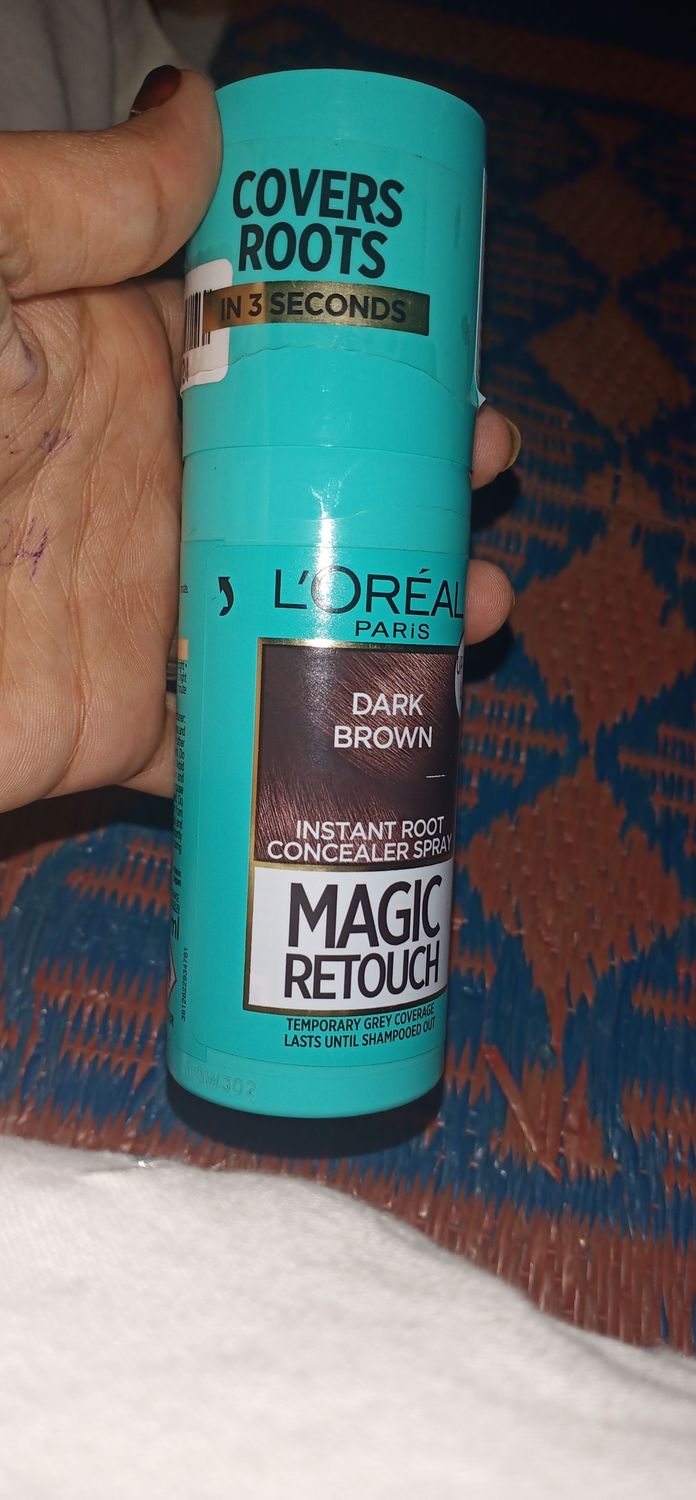 COVERS
ROOTS
IN 3 SECONDS
L'ORÉAL
PARIS
DARK
BROWN
INSTANT ROOT
CONCEALER SPRAY
MAGIC
RETOUCH
TEMPORARY GREY COVERAGE
LASTS UNTIL SHAMPOOED OUT